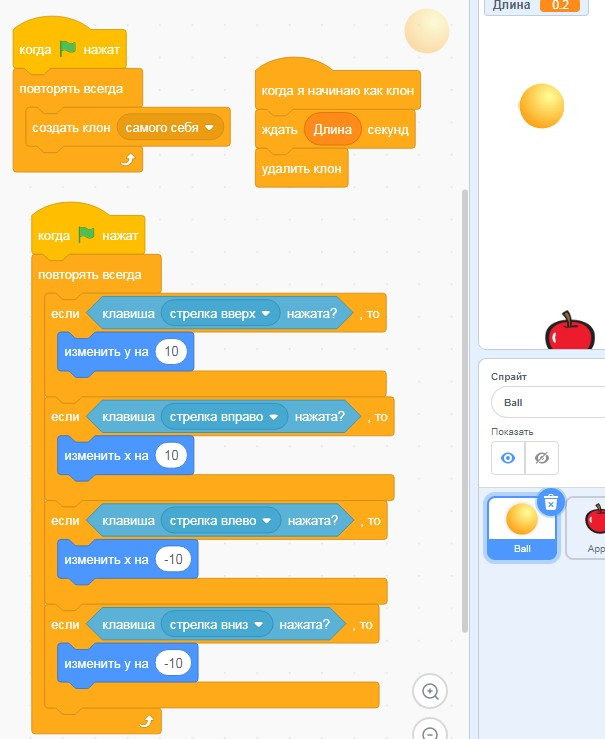 когда нажат
повторять всегда
создать клон самого себя
когда я начинаю как клон
ждать Длина секунд
удалить клон
когда нажат
повторять всегда
если клавиша стрелка вверх нажата? , то
изменить y на 10
если клавиша стрелка вправо нажата? , то
изменить x на 10
если клавиша стрелка влево нажата? , то
изменить x на -10
если клавиша стрелка вниз нажата? , то
изменить y на -10
Длина 0.2
Спрайт
Ball
Показать
Ball
App